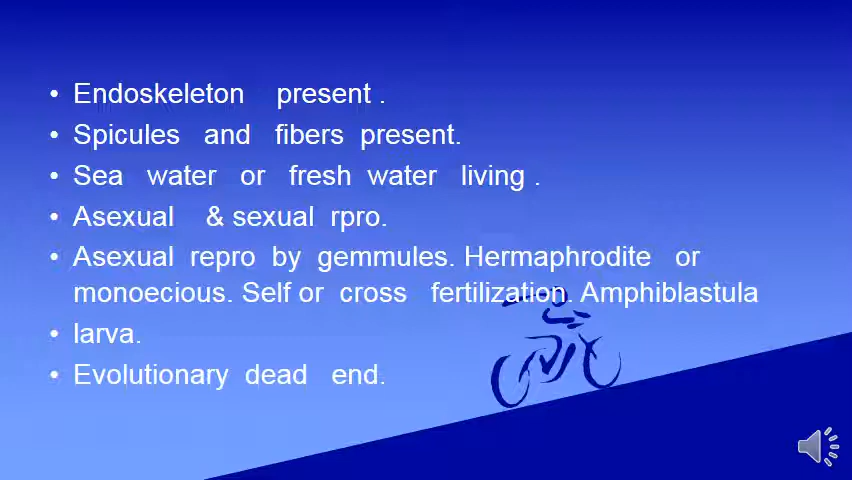 • Endoskeleton present .
• Spicules and fibers present.
• Sea water or fresh water living .
• Asexual & sexual rpro.
• Asexual repro by gemmules. Hermaphrodite or
monoecious. Self or cross fertilization. Amphiblastula
• larva.
• Evolutionary dead end.